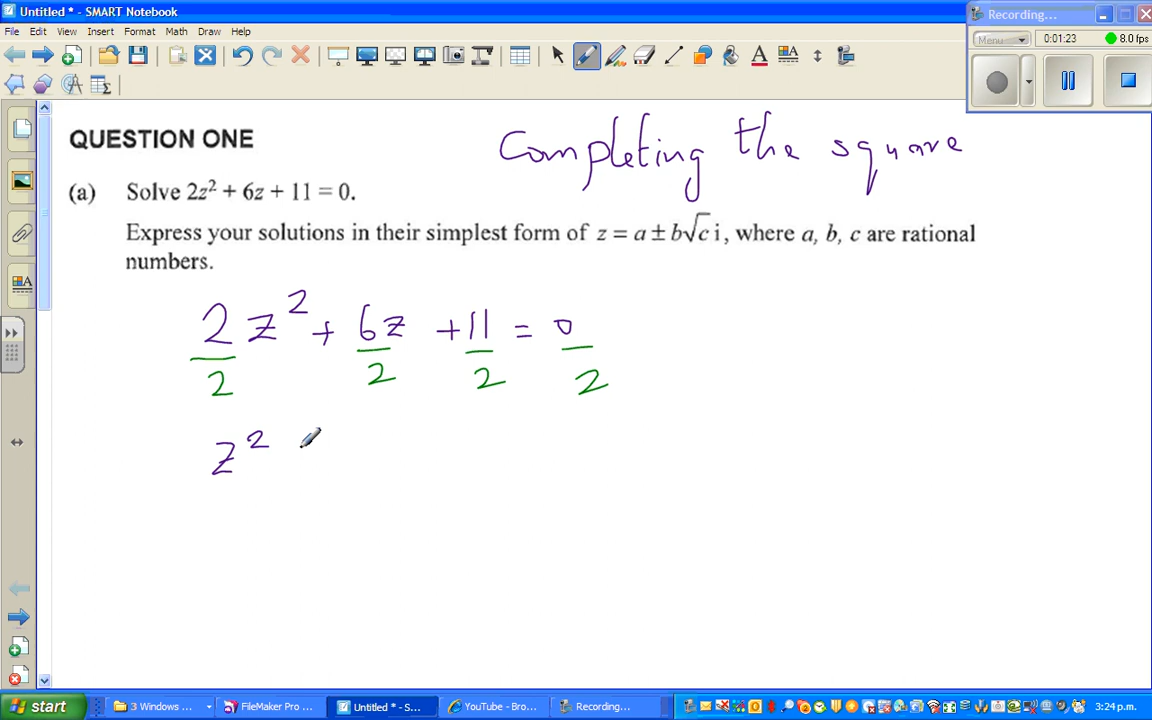 Untitled * - SMART Notebook
Recording...
File Edit View Insert Format Math Draw Help
Menu
0:01:23
8.0 fps
QUESTION ONE
Completing the square
(a) Solve 2z² + 6z + 11 = 0.
Express your solutions in their simplest form of z = a ± b√c i, where a, b, c are rational
numbers.
2z² + 6z + 11 = 0
2 2 2 2
z²
start
3 Windows ...
FileMaker Pro ...
Untitled * - S...
YouTube - Bro...
Recording...
3:24 p.m.